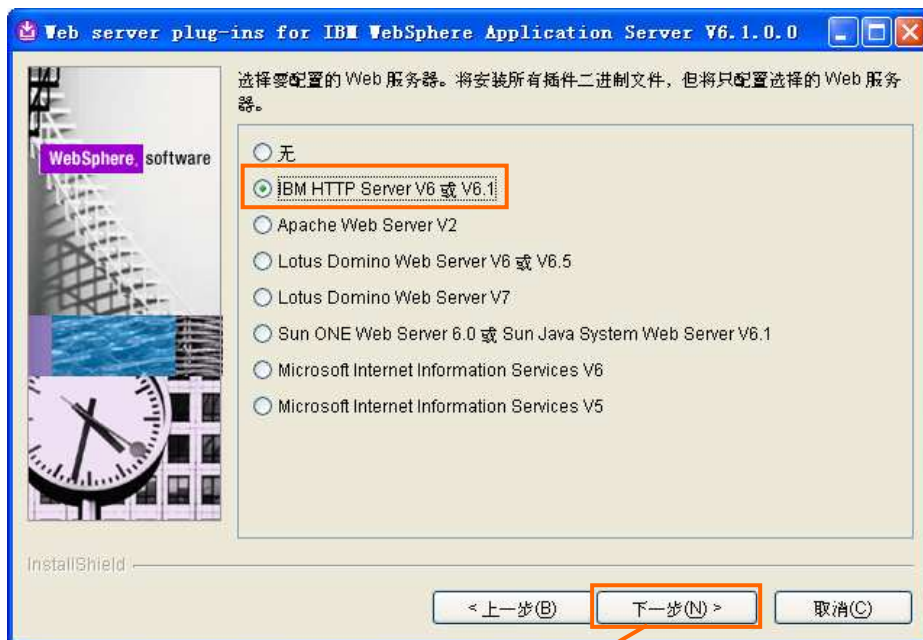 Web server plug-ins for IBM WebSphere Application Server V6.1.0.0
选择要配置的 Web 服务器。将安装所有插件二进制文件，但将只配置选择的 Web 服务
器。
WebSphere. software
无
IBM HTTP Server V6 或 V6.1
Apache Web Server V2
Lotus Domino Web Server V6 或 V6.5
Lotus Domino Web Server V7
Sun ONE Web Server 6.0 或 Sun Java System Web Server V6.1
Microsoft Internet Information Services V6
Microsoft Internet Information Services V5
InstallShield
< 上一步(B)
下一步(N) >
取消(C)